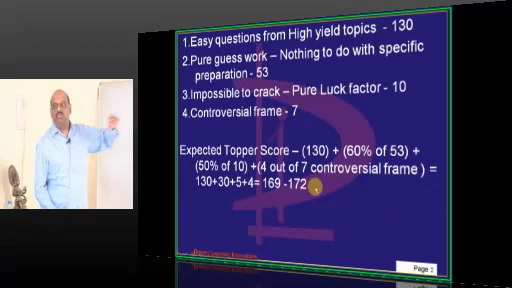 1.Easy questions from High yield topics - 130
2.Pure guess work – Nothing to do with specific
preparation - 53
3.Impossible to crack – Pure Luck factor - 10
4.Controversial frame - 7
Expected Topper Score – (130) + (60% of 53) +
(50% of 10) +(4 out of 7 controversial frame ) =
130+30+5+4= 169 -172
Page 2